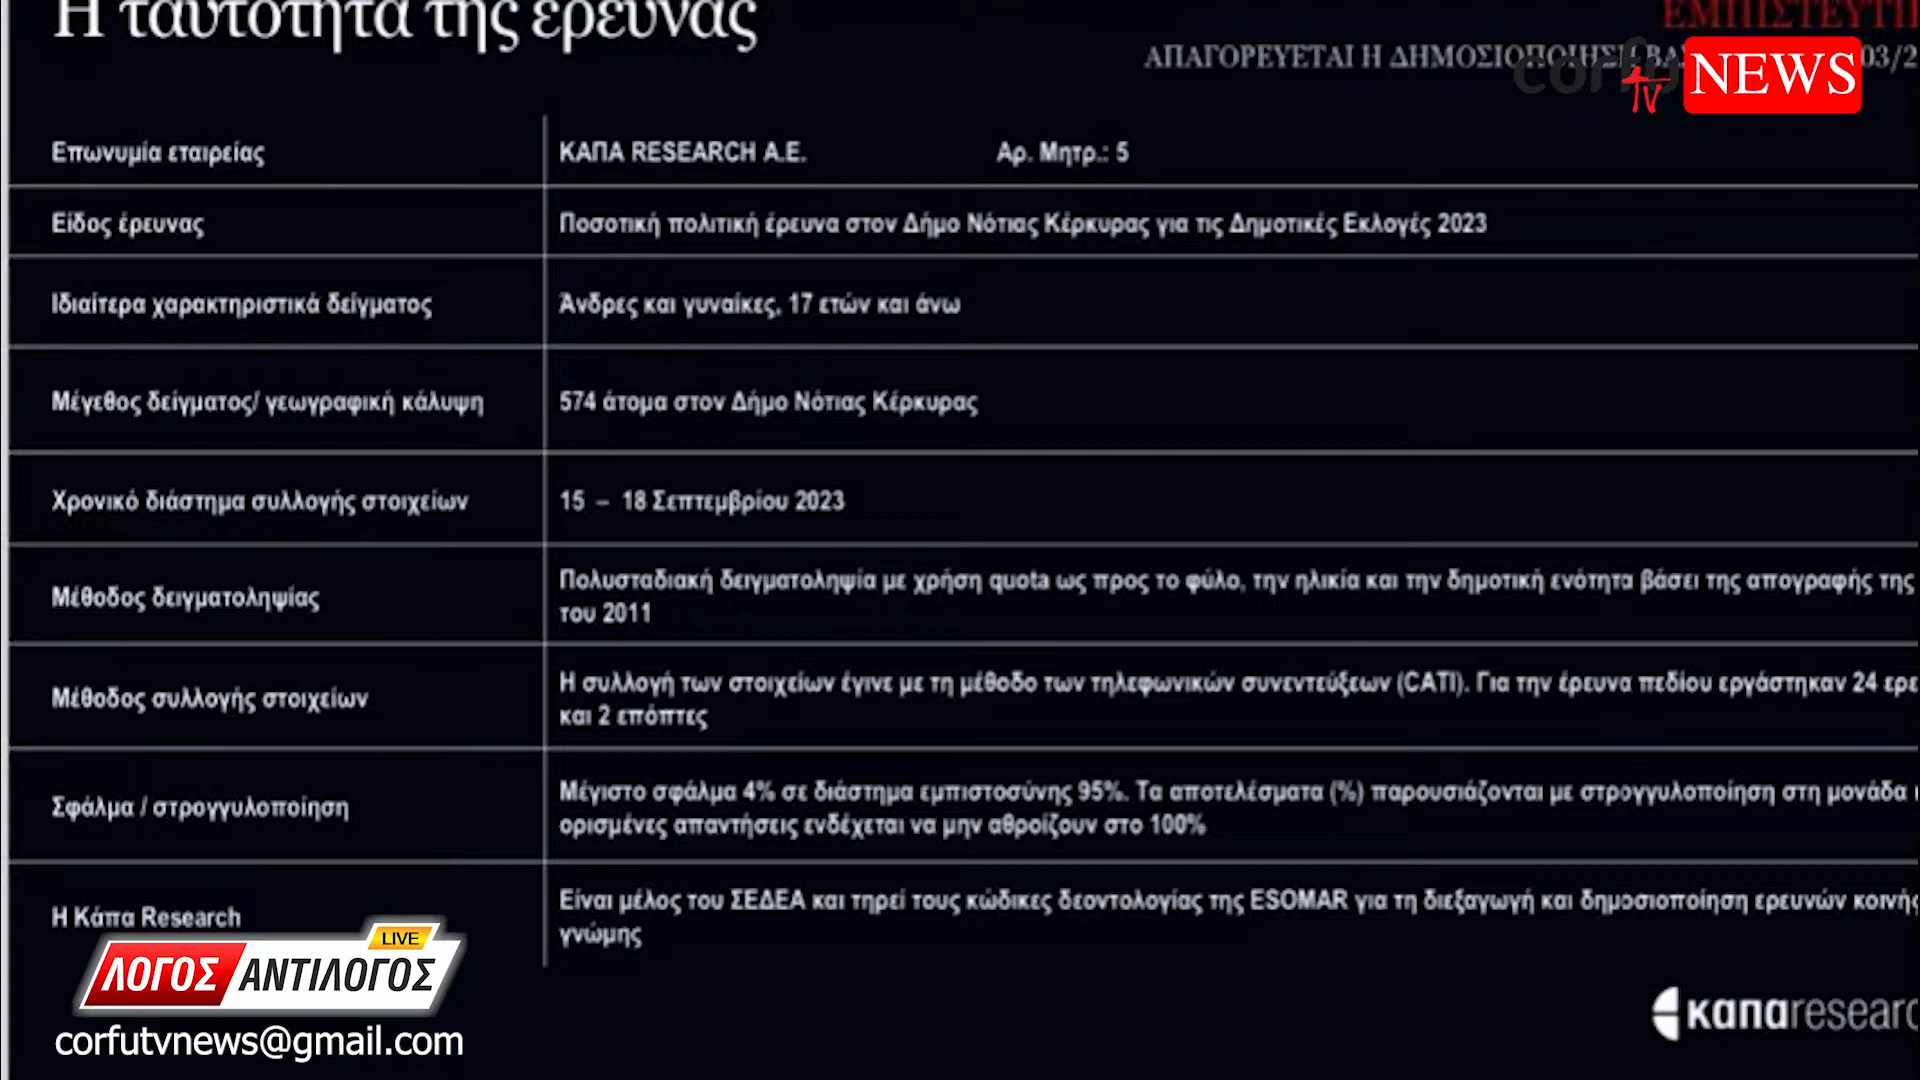 Η ταυτότητα της έρευνας
ΑΠΑΓΟΡΕΥΕΤΑΙ Η ΔΗΜΟΣΙΟΠΟΙΗΣΗ
corfu tv NEWS
Επωνυμία εταιρείας
ΚΑΠΑ RESEARCH Α.Ε. Αρ. Μητρ.: 5
Είδος έρευνας
Ποσοτική πολιτική έρευνα στον Δήμο Νότιας Κέρκυρας για τις Δημοτικές Εκλογές 2023
Ιδιαίτερα χαρακτηριστικά δείγματος
Άνδρες και γυναίκες, 17 ετών και άνω
Μέγεθος δείγματος/ γεωγραφική κάλυψη
574 άτομα στον Δήμο Νότιας Κέρκυρας
Χρονικό διάστημα συλλογής στοιχείων
15 – 18 Σεπτεμβρίου 2023
Μέθοδος δειγματοληψίας
Πολυσταδιακή δειγματοληψία με χρήση quota ως προς το φύλο, την ηλικία και την δημοτική ενότητα βάσει της απογραφής της
του 2011
Μέθοδος συλλογής στοιχείων
Η συλλογή των στοιχείων έγινε με τη μέθοδο των τηλεφωνικών συνεντεύξεων (CATI). Για την έρευνα πεδίου εργάστηκαν 24
και 2 επόπτες
Σφάλμα / στρογγυλοποίηση
Μέγιστο σφάλμα 4% σε διάστημα εμπιστοσύνης 95%. Τα αποτελέσματα (%) παρουσιάζονται με στρογγυλοποίηση στη μονάδα
ορισμένες απαντήσεις ενδέχεται να μην αθροίζουν στο 100%
Η Κάπα Research
Είναι μέλος του ΣΕΔΕΑ και τηρεί τους κώδικες δεοντολογίας της ESOMAR για τη διεξαγωγή και δημοσιοποίηση ερευνών κοινής
γνώμης
LIVE
ΛΟΓΟΣ ΑΝΤΙΛΟΓΟΣ
corfutvnews@gmail.com
καπαresearc